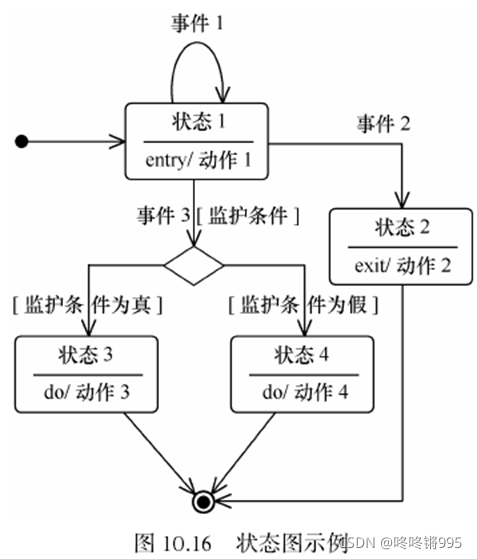 事件 1
状态 1
entry/ 动作 1
事件 2
事件 3 [ 监护条件 ]
状态 2
exit/ 动作 2
[ 监护条 件为真 ]
[ 监护条 件为假 ]
状态 3
do/ 动作 3
状态 4
do/ 动作 4
图 10.16 状态图示例
CSDN @咚咚锵995